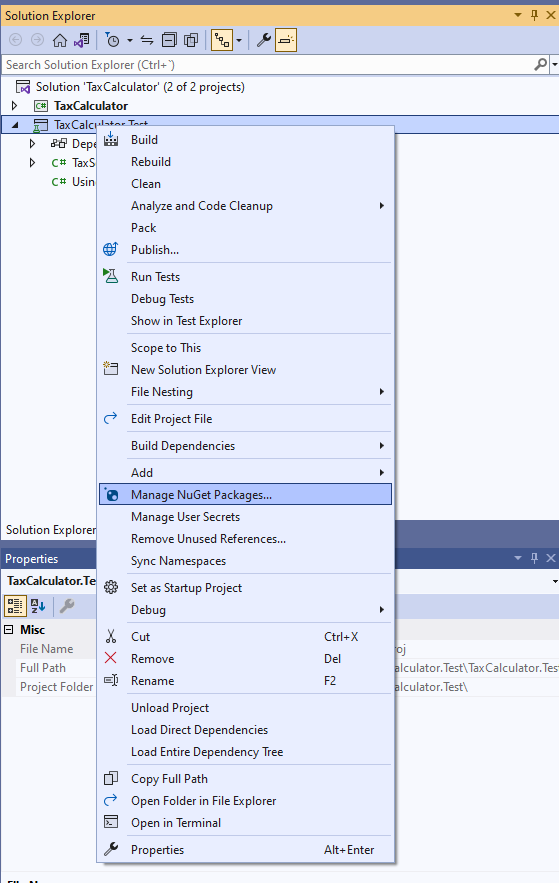 Solution Explorer
Search Solution Explorer (Ctrl+`)
Solution 'TaxCalculator' (2 of 2 projects)
C# TaxCalculator
TaxCalculator.Test
Depe
C# TaxS
C# Usin
Build
Rebuild
Clean
Analyze and Code Cleanup
Pack
Publish...
Run Tests
Debug Tests
Show in Test Explorer
Scope to This
New Solution Explorer View
File Nesting
Edit Project File
Build Dependencies
Add
Manage NuGet Packages...
Manage User Secrets
Remove Unused References...
Sync Namespaces
Set as Startup Project
Debug
Cut Ctrl+X
Remove Del
Rename F2
Unload Project
Load Direct Dependencies
Load Entire Dependency Tree
Copy Full Path
Open Folder in File Explorer
Open in Terminal
Properties Alt+Enter
Solution Explorer
Properties
TaxCalculator.Te
Misc
File Name oj
Full Path alculator.Test\TaxCalculator.Test
Project Folder alculator.Test\